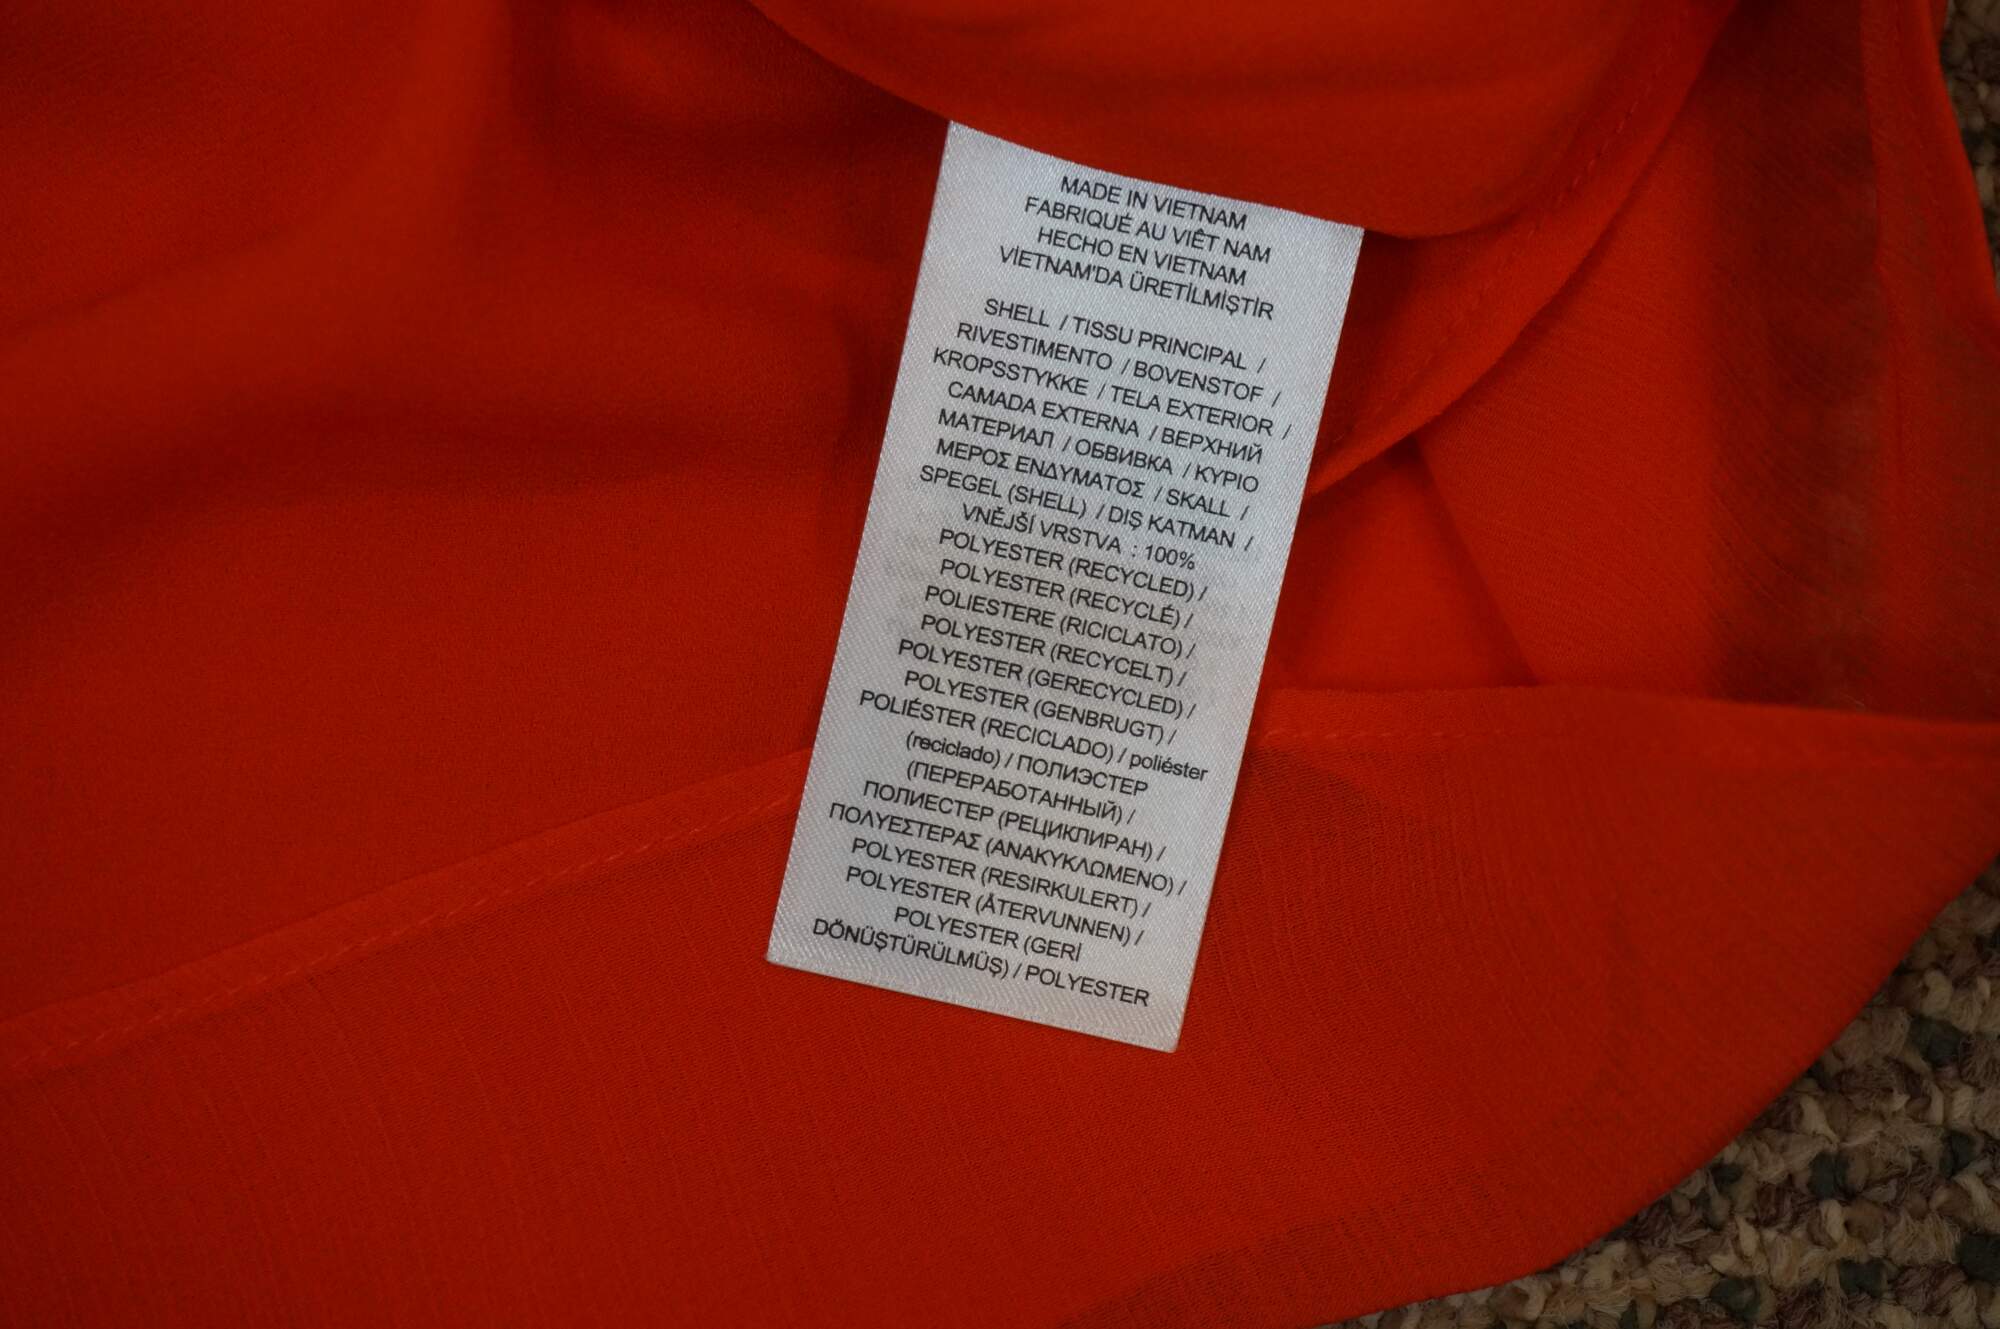 MADE IN VIETNAM
FABRIQUÉ AU VIÊT NAM
HECHO EN VIETNAM
VİETNAM'DA ÜRETİLMİŞTİR
SHELL / TISSU PRINCIPAL /
RIVESTIMENTO / BOVENSTOF /
KROPSSTYKKE / TELA EXTERIOR /
CAMADA EXTERNA / ВЕРХНИЙ
МАТЕРИАЛ / ОБВИВКА / ΚΥΡΙΟ
ΜΕΡΟΣ ΕΝΔΥΜΑΤΟΣ / SKALL /
SPEGEL (SHELL) / DIŞ KATMAN /
VNĚJŠÍ VRSTVA : 100%
POLYESTER (RECYCLED) /
POLYESTER (RECYCLÉ) /
POLIESTERE (RICICLATO) /
POLYESTER (RECYCELT) /
POLYESTER (GERECYCLED) /
POLYESTER (GENBRUGT) /
POLIÉSTER (RECICLADO) / poliéster
(reciclado) / ПОЛИЭСТЕР
(ПЕРЕРАБОТАННЫЙ) /
ПОЛИЕСТЕР (РЕЦИКЛИРАН) /
ΠΟΛΥΕΣΤΕΡΑΣ (ΑΝΑΚΥΚΛΩΜΕΝΟ) /
POLYESTER (RESIRKULERT) /
POLYESTER (ÅTERVUNNEN) /
POLYESTER (GERİ
DÖNÜŞTÜRÜLMÜŞ) / POLYESTER